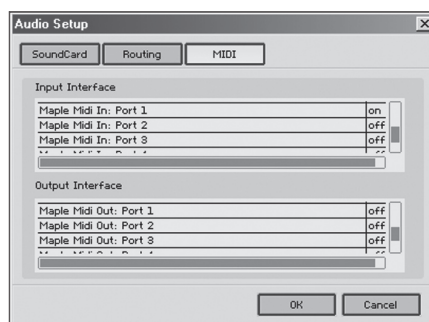 Audio Setup
SoundCard Routing MIDI
Input Interface
Maple Midi In: Port 1 on
Maple Midi In: Port 2 off
Maple Midi In: Port 3 off
Output Interface
Maple Midi Out: Port 1 off
Maple Midi Out: Port 2 off
Maple Midi Out: Port 3 off
OK Cancel